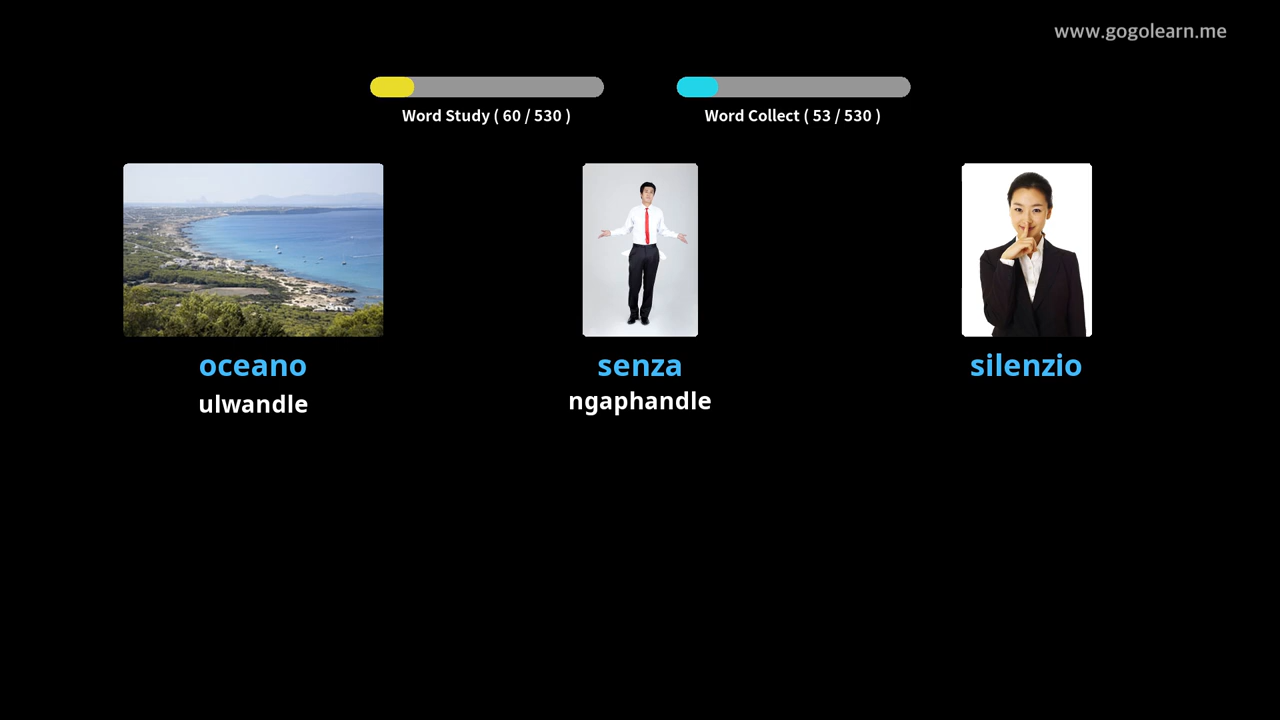 www.gogolearn.me
Word Study ( 60 / 530 )
Word Collect ( 53 / 530 )
oceano
ulwandle
senza
ngaphandle
silenzio